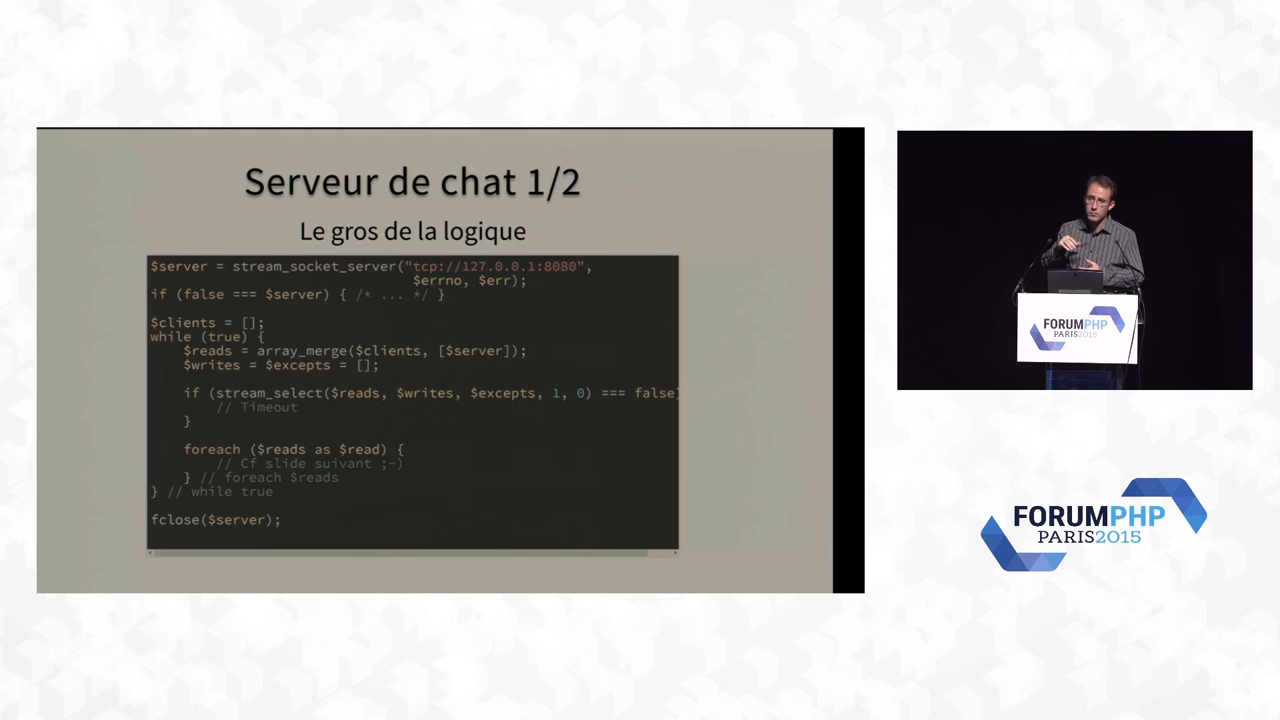 Serveur de chat 1/2
Le gros de la logique
$server = stream_socket_server("tcp://127.0.0.1:8080",
$errno, $err);
if (false === $server) { /* ... */ }
$clients = [];
while (true) {
$reads = array_merge($clients, [$server]);
$writes = $excepts = [];
if (stream_select($reads, $writes, $excepts, 1, 0) === false)
// Timeout
}
foreach ($reads as $read) {
// Cf slide suivant ;-)
} // foreach $reads
} // while true
fclose($server);
FORUMPHP
PARIS2015
FORUMPHP
PARIS2015